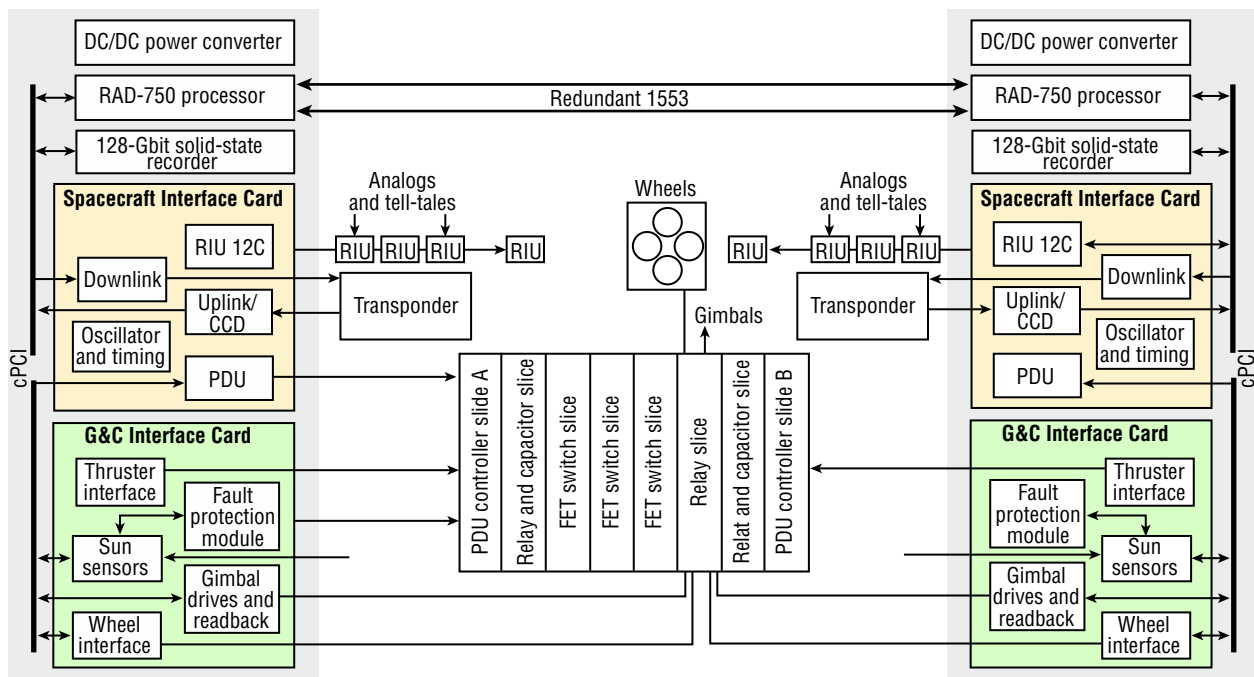 DC/DC power converter
RAD-750 processor
128-Gbit solid-state
recorder
Spacecraft Interface Card
RIU 12C
Downlink
Uplink/
CCD
Oscillator
and timing
PDU
cPCI
G&C Interface Card
Thruster
interface
Fault
protection
module
Sun
sensors
Gimbal
drives and
readback
Wheel
interface
Redundant 1553
Analogs
and tell-tales
RIU
RIU
RIU
RIU
Transponder
Wheels
Gimbals
Analogs
and tell-tales
RIU
RIU
RIU
RIU
Transponder
PDU controller slide A
Relay and capacitor slice
FET switch slice
FET switch slice
FET switch slice
Relay slice
Relat and capacitor slice
PDU controller slide B
DC/DC power converter
RAD-750 processor
128-Gbit solid-state
recorder
Spacecraft Interface Card
RIU 12C
Downlink
Uplink/
CCD
Oscillator
and timing
PDU
cPCI
G&C Interface Card
Thruster
interface
Fault
protection
module
Sun
sensors
Gimbal
drives and
readback
Wheel
interface